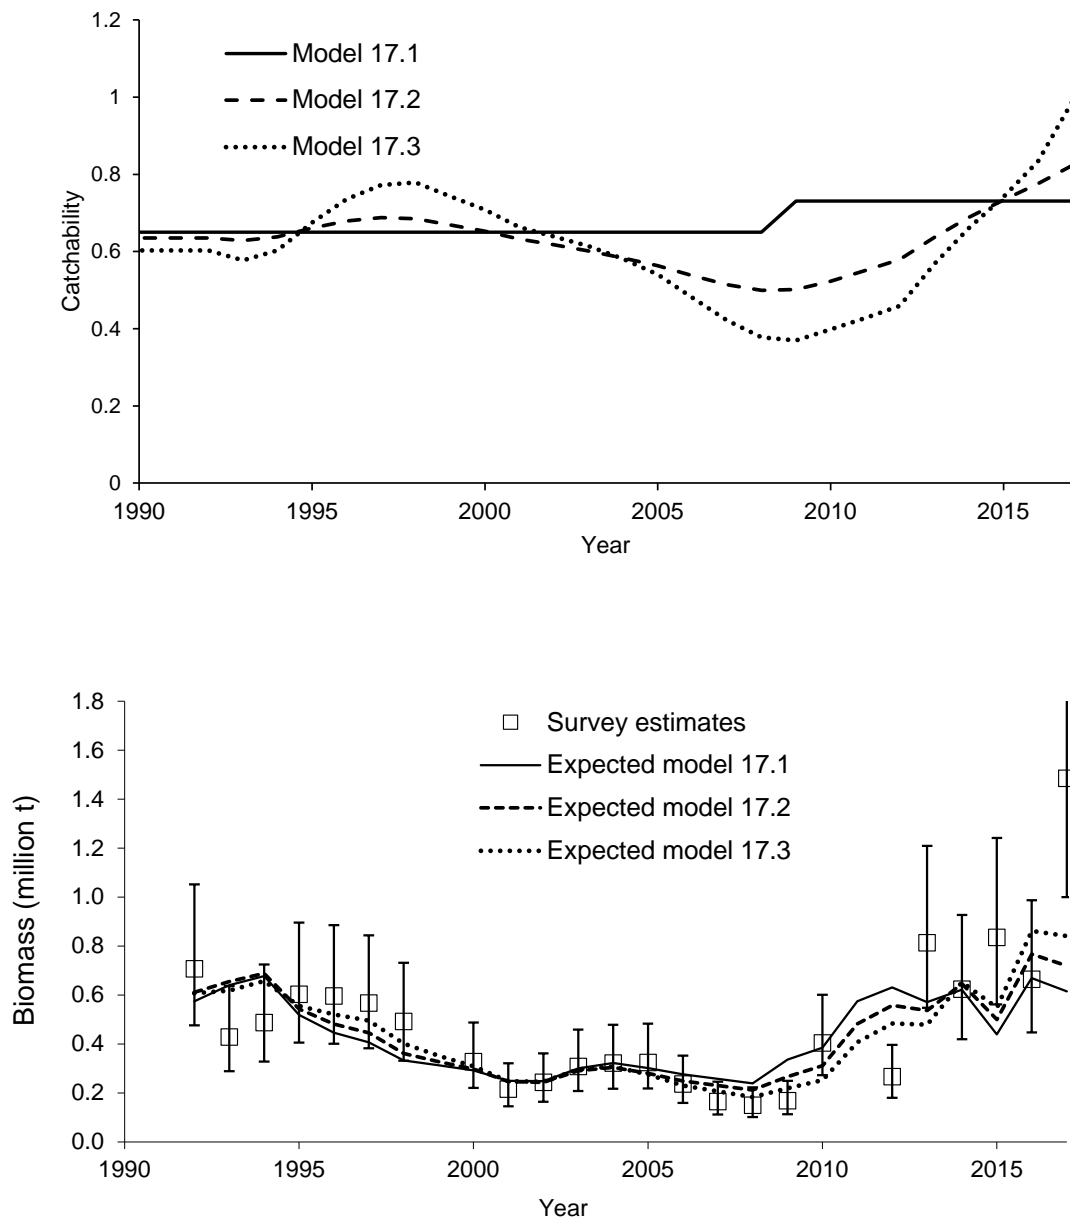 1.2
1
0.8
0.6
0.4
0.2
0
Catchability
Model 17.1
Model 17.2
Model 17.3
1990 1995 2000 2005 2010 2015
Year
1.8
1.6
1.4
1.2
1.0
0.8
0.6
0.4
0.2
0.0
Biomass (million t)
Survey estimates
Expected model 17.1
Expected model 17.2
Expected model 17.3
1990 1995 2000 2005 2010 2015
Year